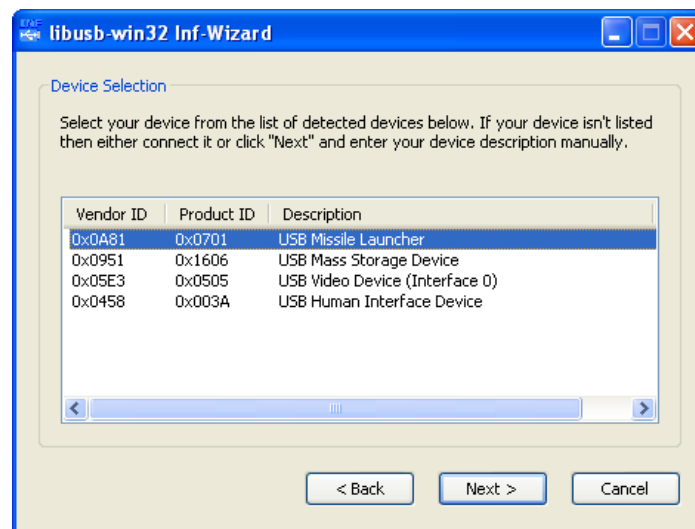 libusb-win32 Inf-Wizard
Device Selection
Select your device from the list of detected devices below. If your device isn't listed
then either connect it or click "Next" and enter your device description manually.
Vendor ID Product ID Description
0x0A81 0x0701 USB Missile Launcher
0x0951 0x1606 USB Mass Storage Device
0x05E3 0x0505 USB Video Device (Interface 0)
0x0458 0x003A USB Human Interface Device
< Back Next > Cancel